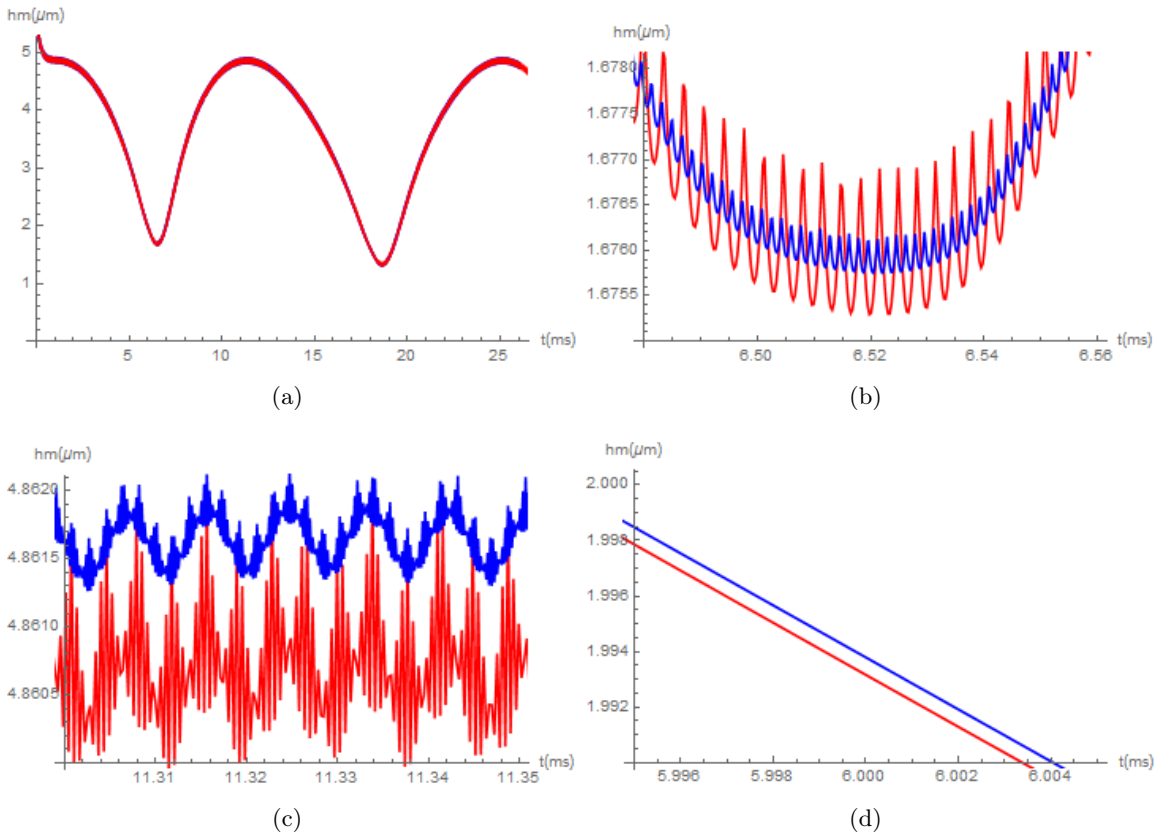 hm(μm)
5
4
3
2
1
5 10 15 20 25
t(ms)
(a)
hm(μm)
1.6780
1.6775
1.6770
1.6765
1.6760
1.6755
6.50 6.52 6.54 6.56
t(ms)
(b)
hm(μm)
4.8620
4.8615
4.8610
4.8605
11.31 11.32 11.33 11.34 11.35
t(ms)
(c)
hm(μm)
2.000
1.998
1.996
1.994
1.992
5.996 5.998 6.000 6.002 6.004
t(ms)
(d)